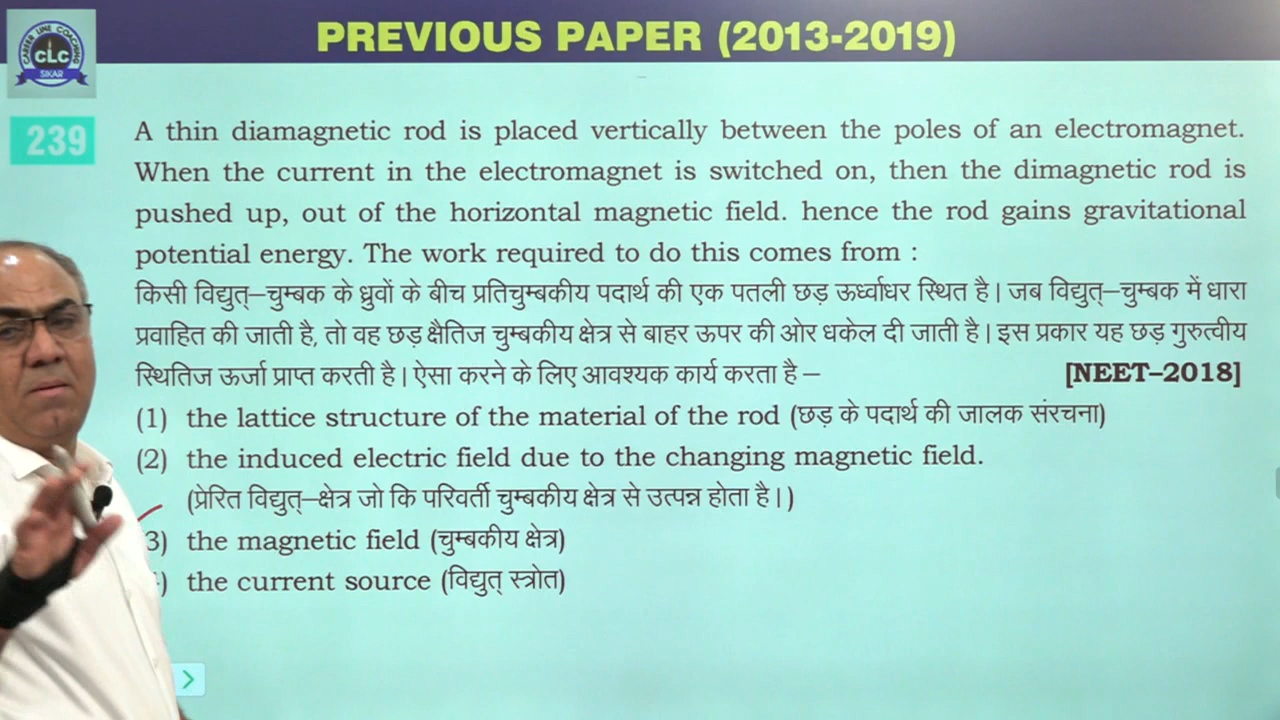 PREVIOUS PAPER (2013-2019)
CAREER LINE COACHING
CLC
SIKAR
239
A thin diamagnetic rod is placed vertically between the poles of an electromagnet.
When the current in the electromagnet is switched on, then the dimagnetic rod is
pushed up, out of the horizontal magnetic field. hence the rod gains gravitational
potential energy. The work required to do this comes from :
किसी विद्युत्–चुम्बक के ध्रुवों के बीच प्रतिचुम्बकीय पदार्थ की एक पतली छड़ ऊर्ध्वाधर स्थित है। जब विद्युत्–चुम्बक में धारा
प्रवाहित की जाती है, तो वह छड़ क्षैतिज चुम्बकीय क्षेत्र से बाहर ऊपर की ओर धकेल दी जाती है। इस प्रकार यह छड़ गुरुत्वीय
स्थितिज ऊर्जा प्राप्त करती है। ऐसा करने के लिए आवश्यक कार्य करता है – [NEET–2018]
(1) the lattice structure of the material of the rod (छड़ के पदार्थ की जालक संरचना)
(2) the induced electric field due to the changing magnetic field.
(प्रेरित विद्युत्–क्षेत्र जो कि परिवर्ती चुम्बकीय क्षेत्र से उत्पन्न होता है।)
3) the magnetic field (चुम्बकीय क्षेत्र)
) the current source (विद्युत् स्त्रोत)